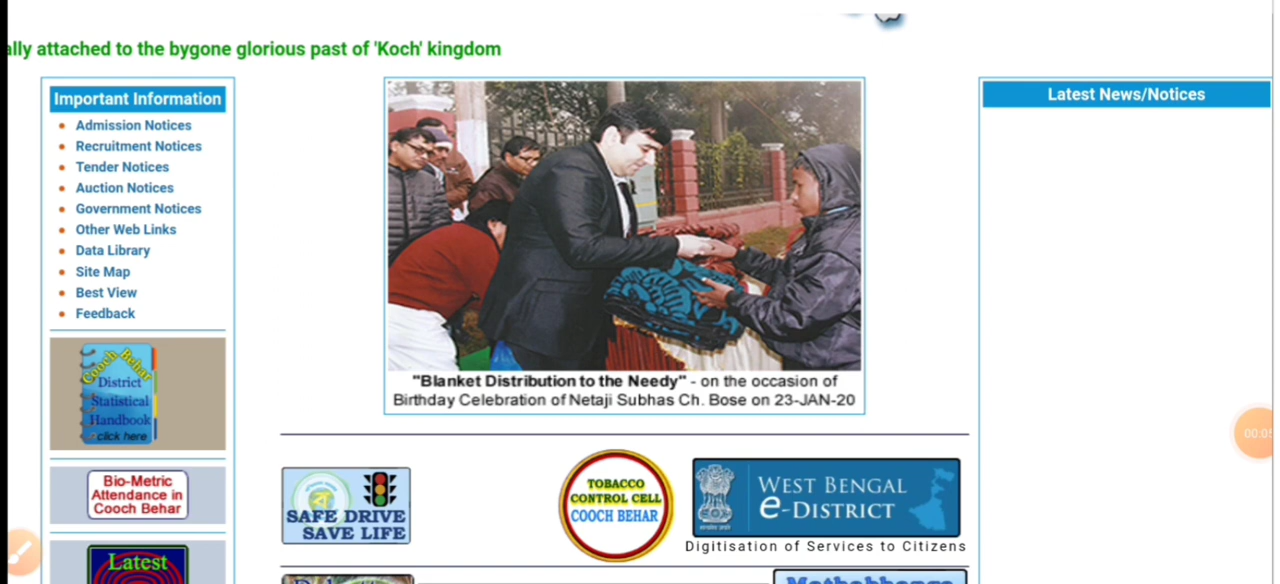 ally attached to the bygone glorious past of 'Koch' kingdom
Important Information
Admission Notices
Recruitment Notices
Tender Notices
Auction Notices
Government Notices
Other Web Links
Data Library
Site Map
Best View
Feedback
Cooch Behar
District
Statistical
Handbook
click here
Bio-Metric
Attendance in
Cooch Behar
Latest
"Blanket Distribution to the Needy" - on the occasion of
Birthday Celebration of Netaji Subhas Ch. Bose on 23-JAN-20
SAFE DRIVE
SAVE LIFE
TOBACCO
CONTROL CELL
COOCH BEHAR
WEST BENGAL
e-DISTRICT
Digitisation of Services to Citizens
Mathabhanga
Latest News/Notices
00:05